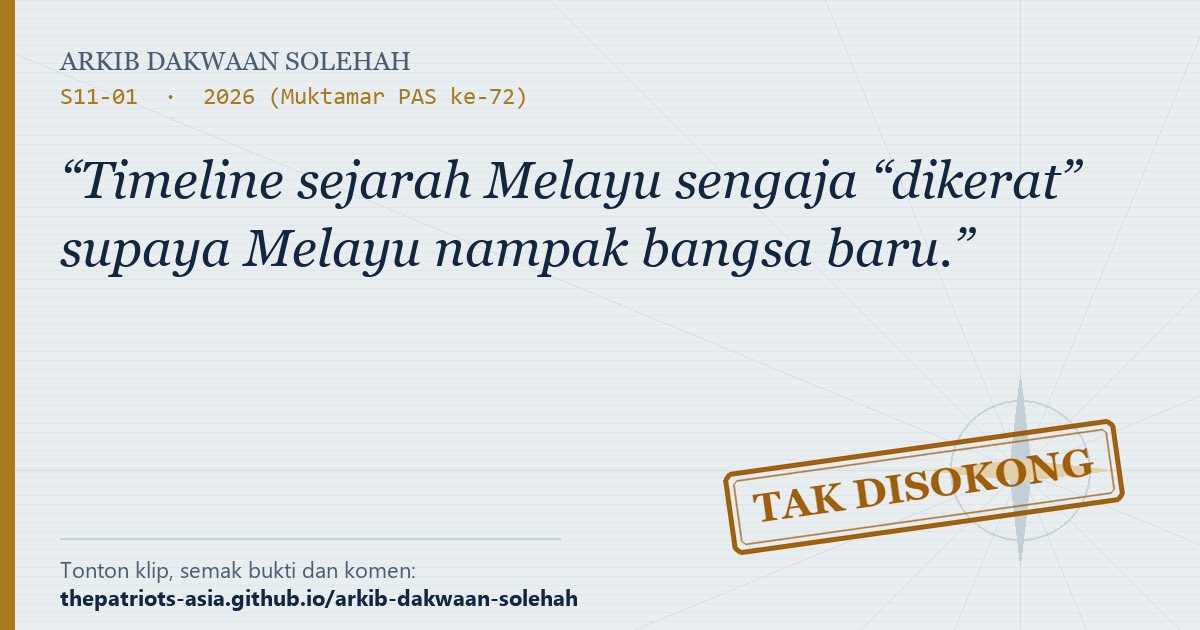 ARKIB DAKWAAN SOLEHAH
S11-01 · 2026 (Muktamar PAS ke-72)
“Timeline sejarah Melayu sengaja “dikerat”
supaya Melayu nampak bangsa baru.”
TAK DISOKONG
Tonton klip, semak bukti dan komen:
thepatriots-asia.github.io/arkib-dakwaan-solehah